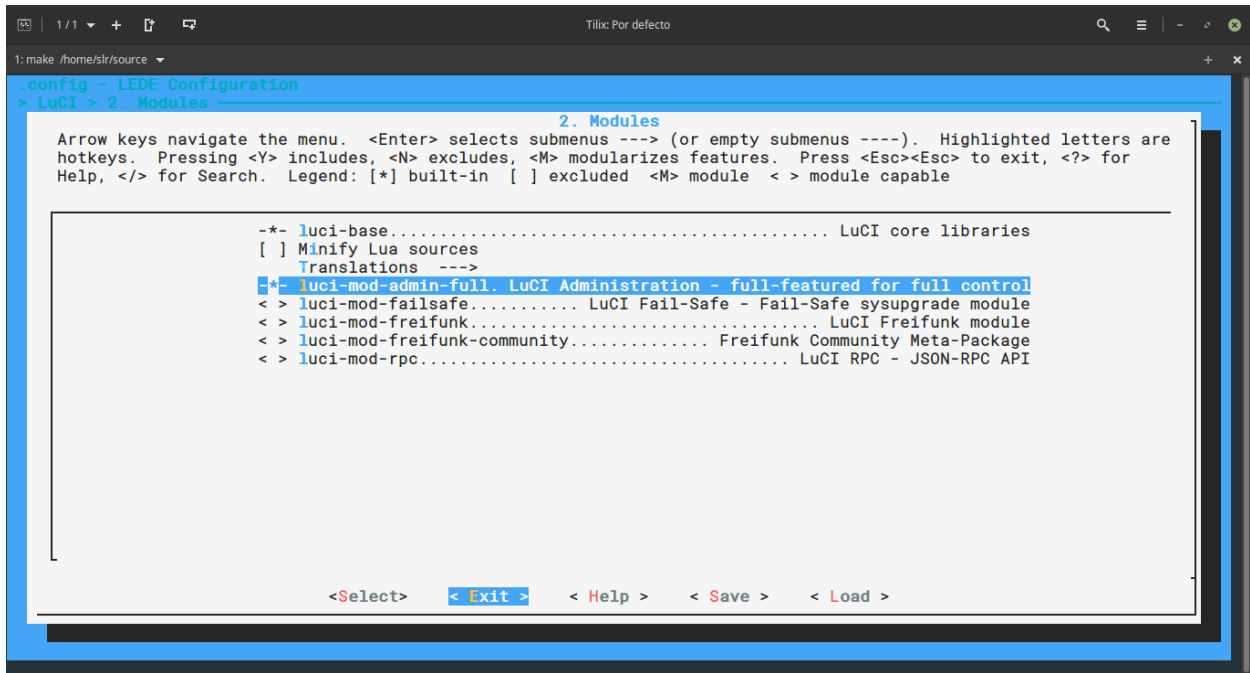 1/1
Tilix: Por defecto
1: make /home/slr/source
.config - LEDE Configuration
> LuCI > 2. Modules
2. Modules
Arrow keys navigate the menu. <Enter> selects submenus ---> (or empty submenus ----). Highlighted letters are
hotkeys. Pressing <Y> includes, <N> excludes, <M> modularizes features. Press <Esc><Esc> to exit, <?> for
Help, </> for Search. Legend: [*] built-in [ ] excluded <M> module < > module capable
-*- luci-base............................................ LuCI core libraries
[ ] Minify Lua sources
Translations --->
-*- luci-mod-admin-full. LuCI Administration - full-featured for full control
< > luci-mod-failsafe........... LuCI Fail-Safe - Fail-Safe sysupgrade module
< > luci-mod-freifunk................................... LuCI Freifunk module
< > luci-mod-freifunk-community.............. Freifunk Community Meta-Package
< > luci-mod-rpc..................................... LuCI RPC - JSON-RPC API
<Select> < Exit > < Help > < Save > < Load >